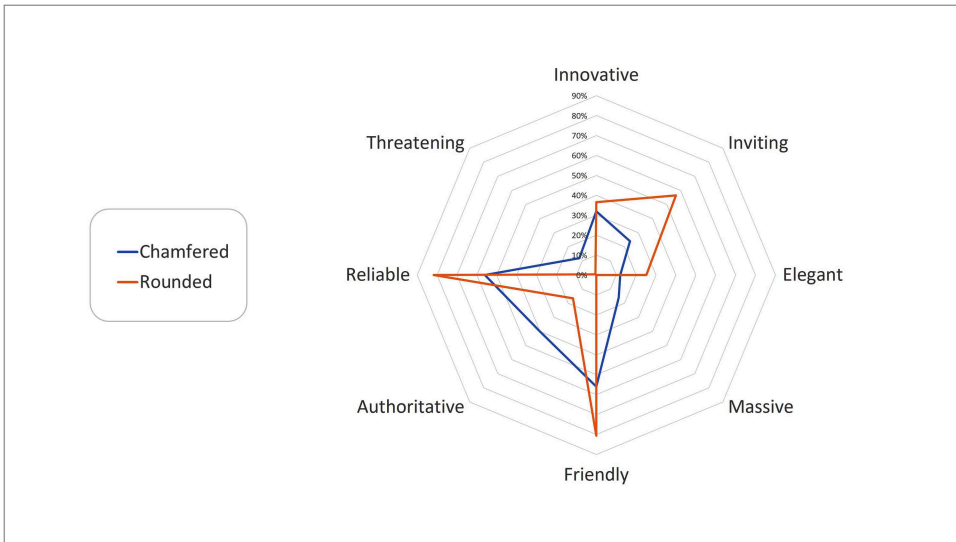 Innovative
90%
80%
Threatening
Inviting
70%
60%
50%
40%
30%
Chamfered
20%
10%
Reliable
0%
Elegant
Rounded
Authoritative
Massive
Friendly